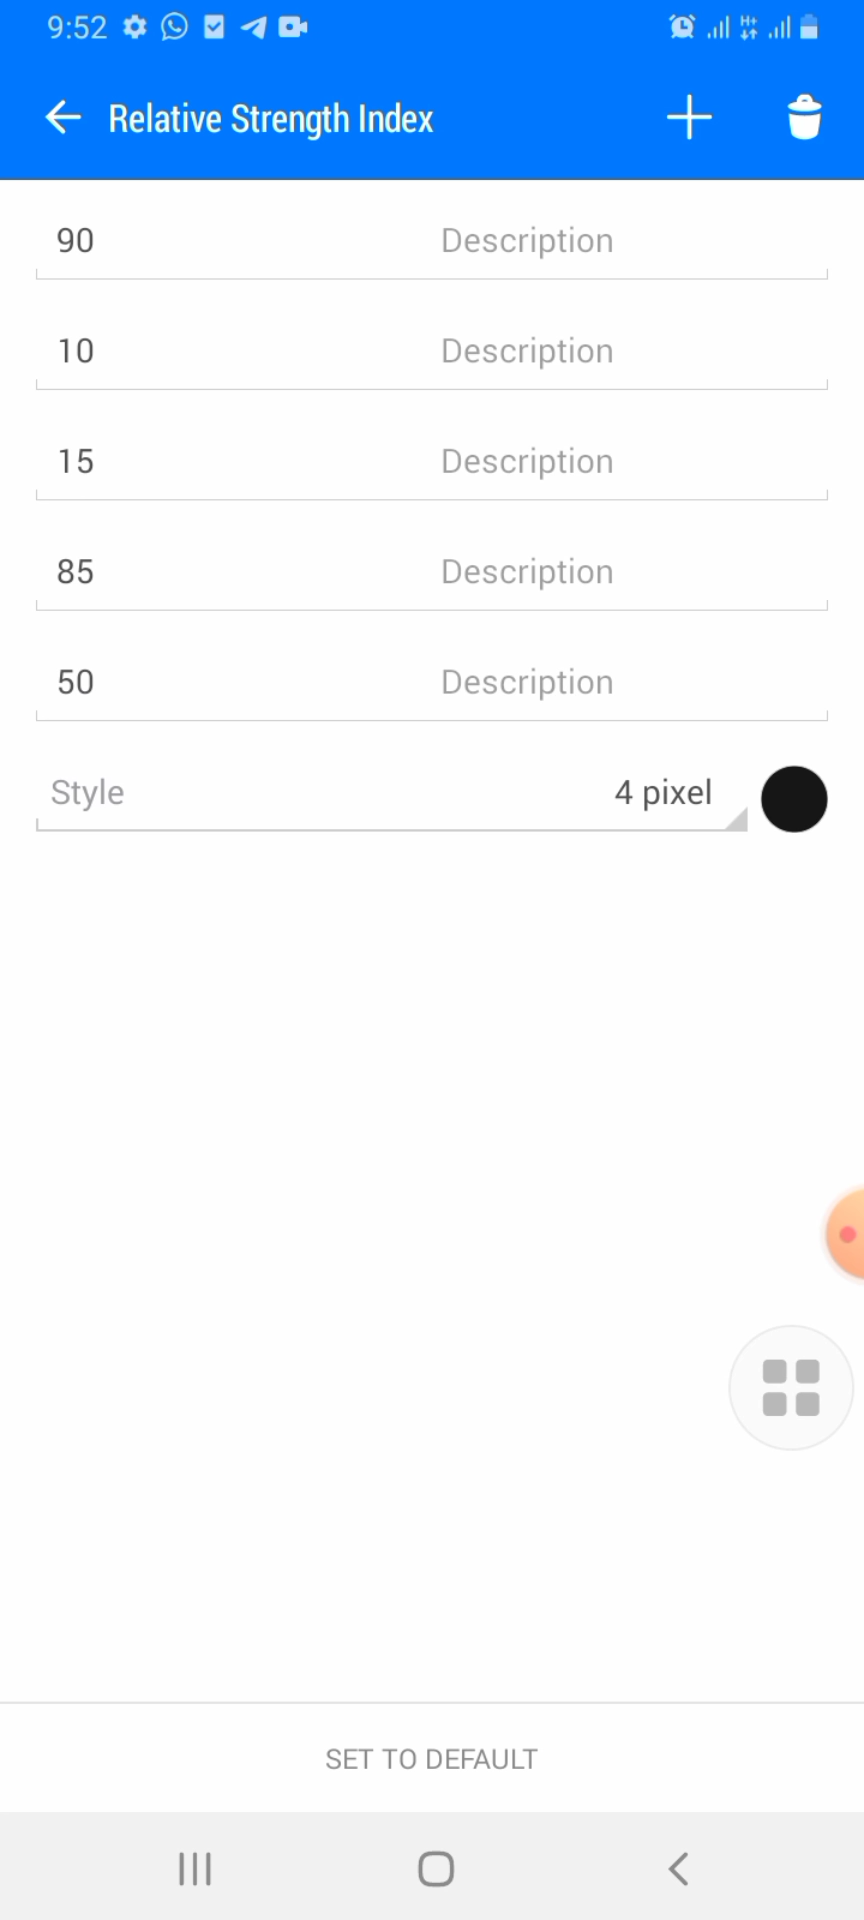 9:52
Relative Strength Index
90 Description
10 Description
15 Description
85 Description
50 Description
Style 4 pixel
SET TO DEFAULT